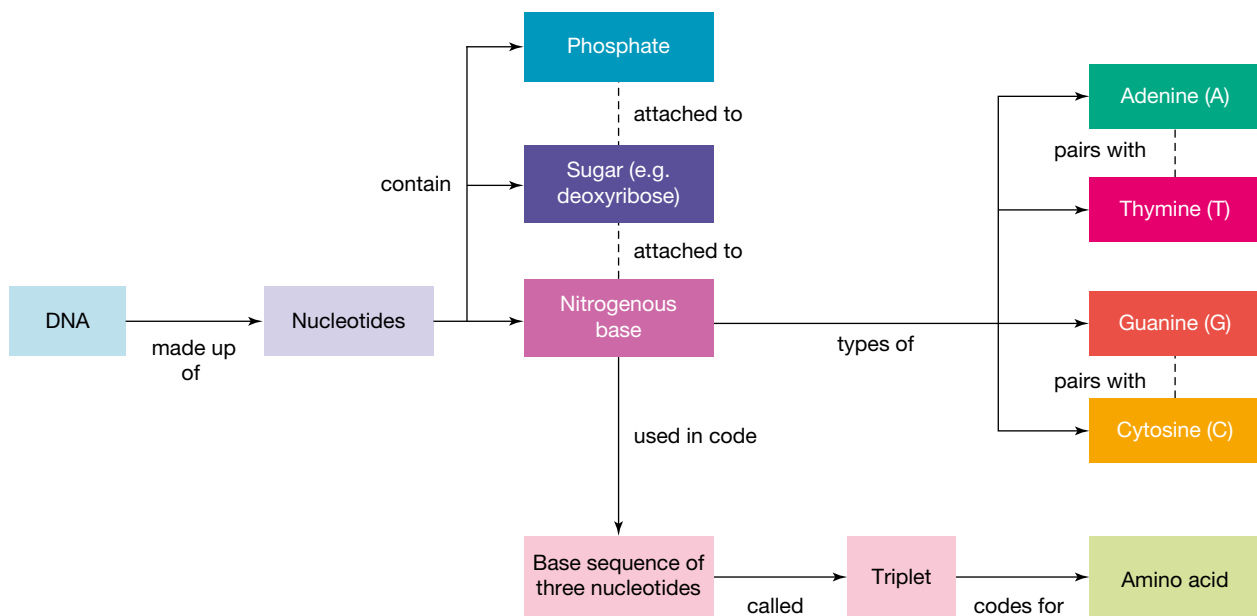 Phosphate
attached to
Adenine (A)
pairs with
contain
Sugar (e.g.
deoxyribose)
Thymine (T)
attached to
DNA
made up
of
Nucleotides
Nitrogenous
base
types of
Guanine (G)
pairs with
Cytosine (C)
used in code
Base sequence of
three nucleotides
called
Triplet
codes for
Amino acid